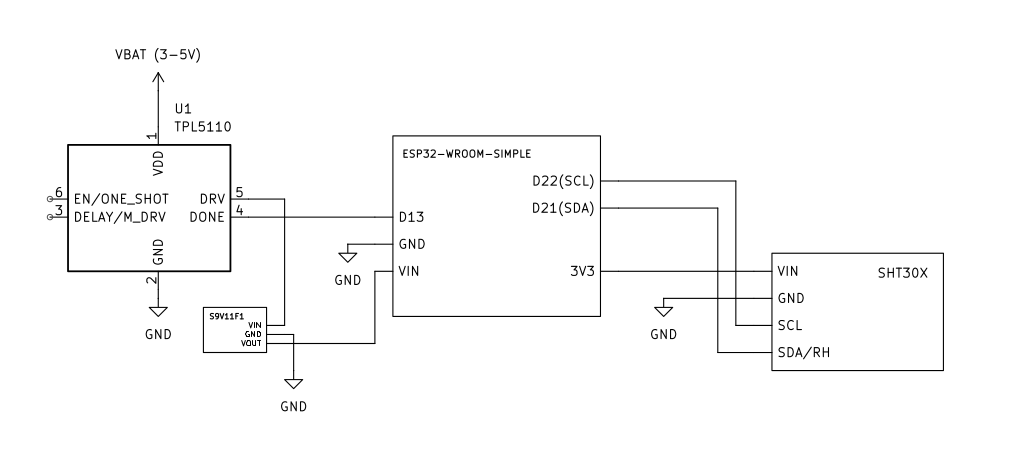 VBAT (3-5V)
U1
TPL5110
1
VDD
6
EN/ONE_SHOT
DRV
5
3
DELAY/M_DRV
DONE
4
GND
2
GND
S9V11F1
VIN
GND
VOUT
GND
ESP32-WROOM-SIMPLE
D22(SCL)
D21(SDA)
D13
GND
VIN
3V3
GND
SHT30X
VIN
GND
SCL
SDA/RH
GND